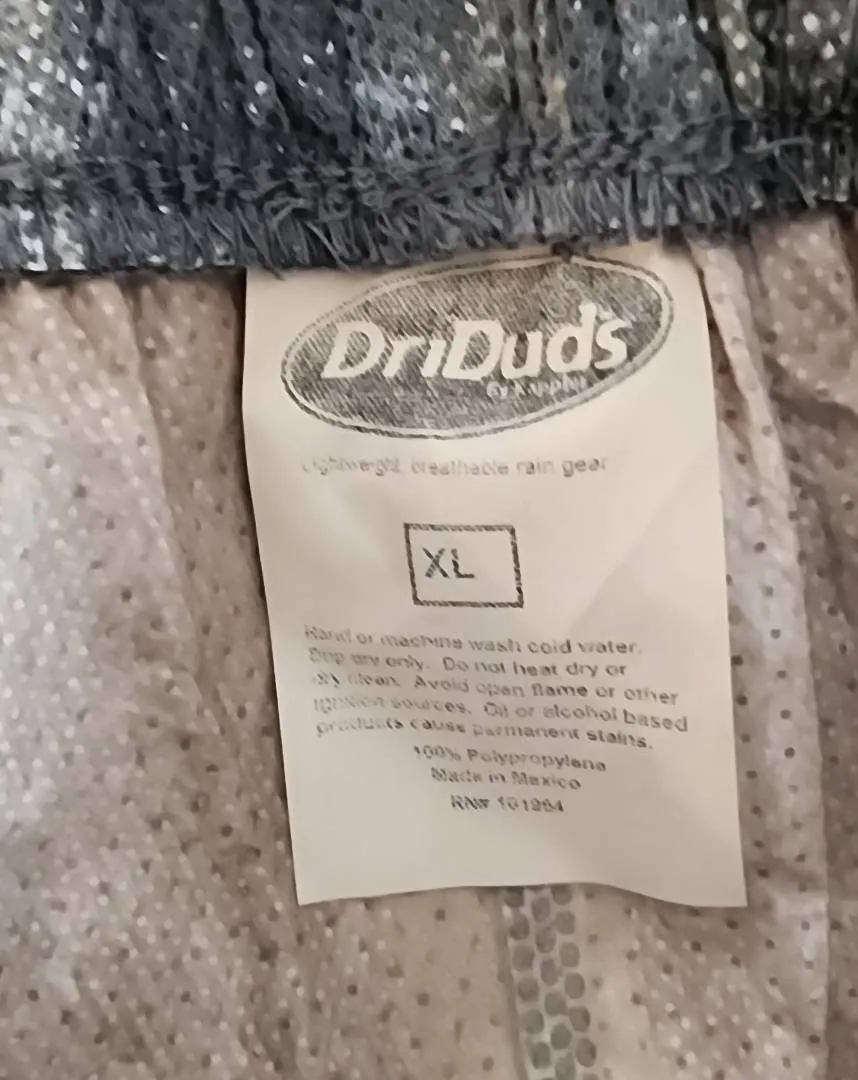 DriDuds
By Kappler
Lightweight, breathable rain gear
XL
Hand or machine wash cold water.
Drip dry only. Do not heat dry or
dry clean. Avoid open flame or other
ignition sources. Oil or alcohol based
products cause permanent stains.
100% Polypropylene
Made in Mexico
RN#